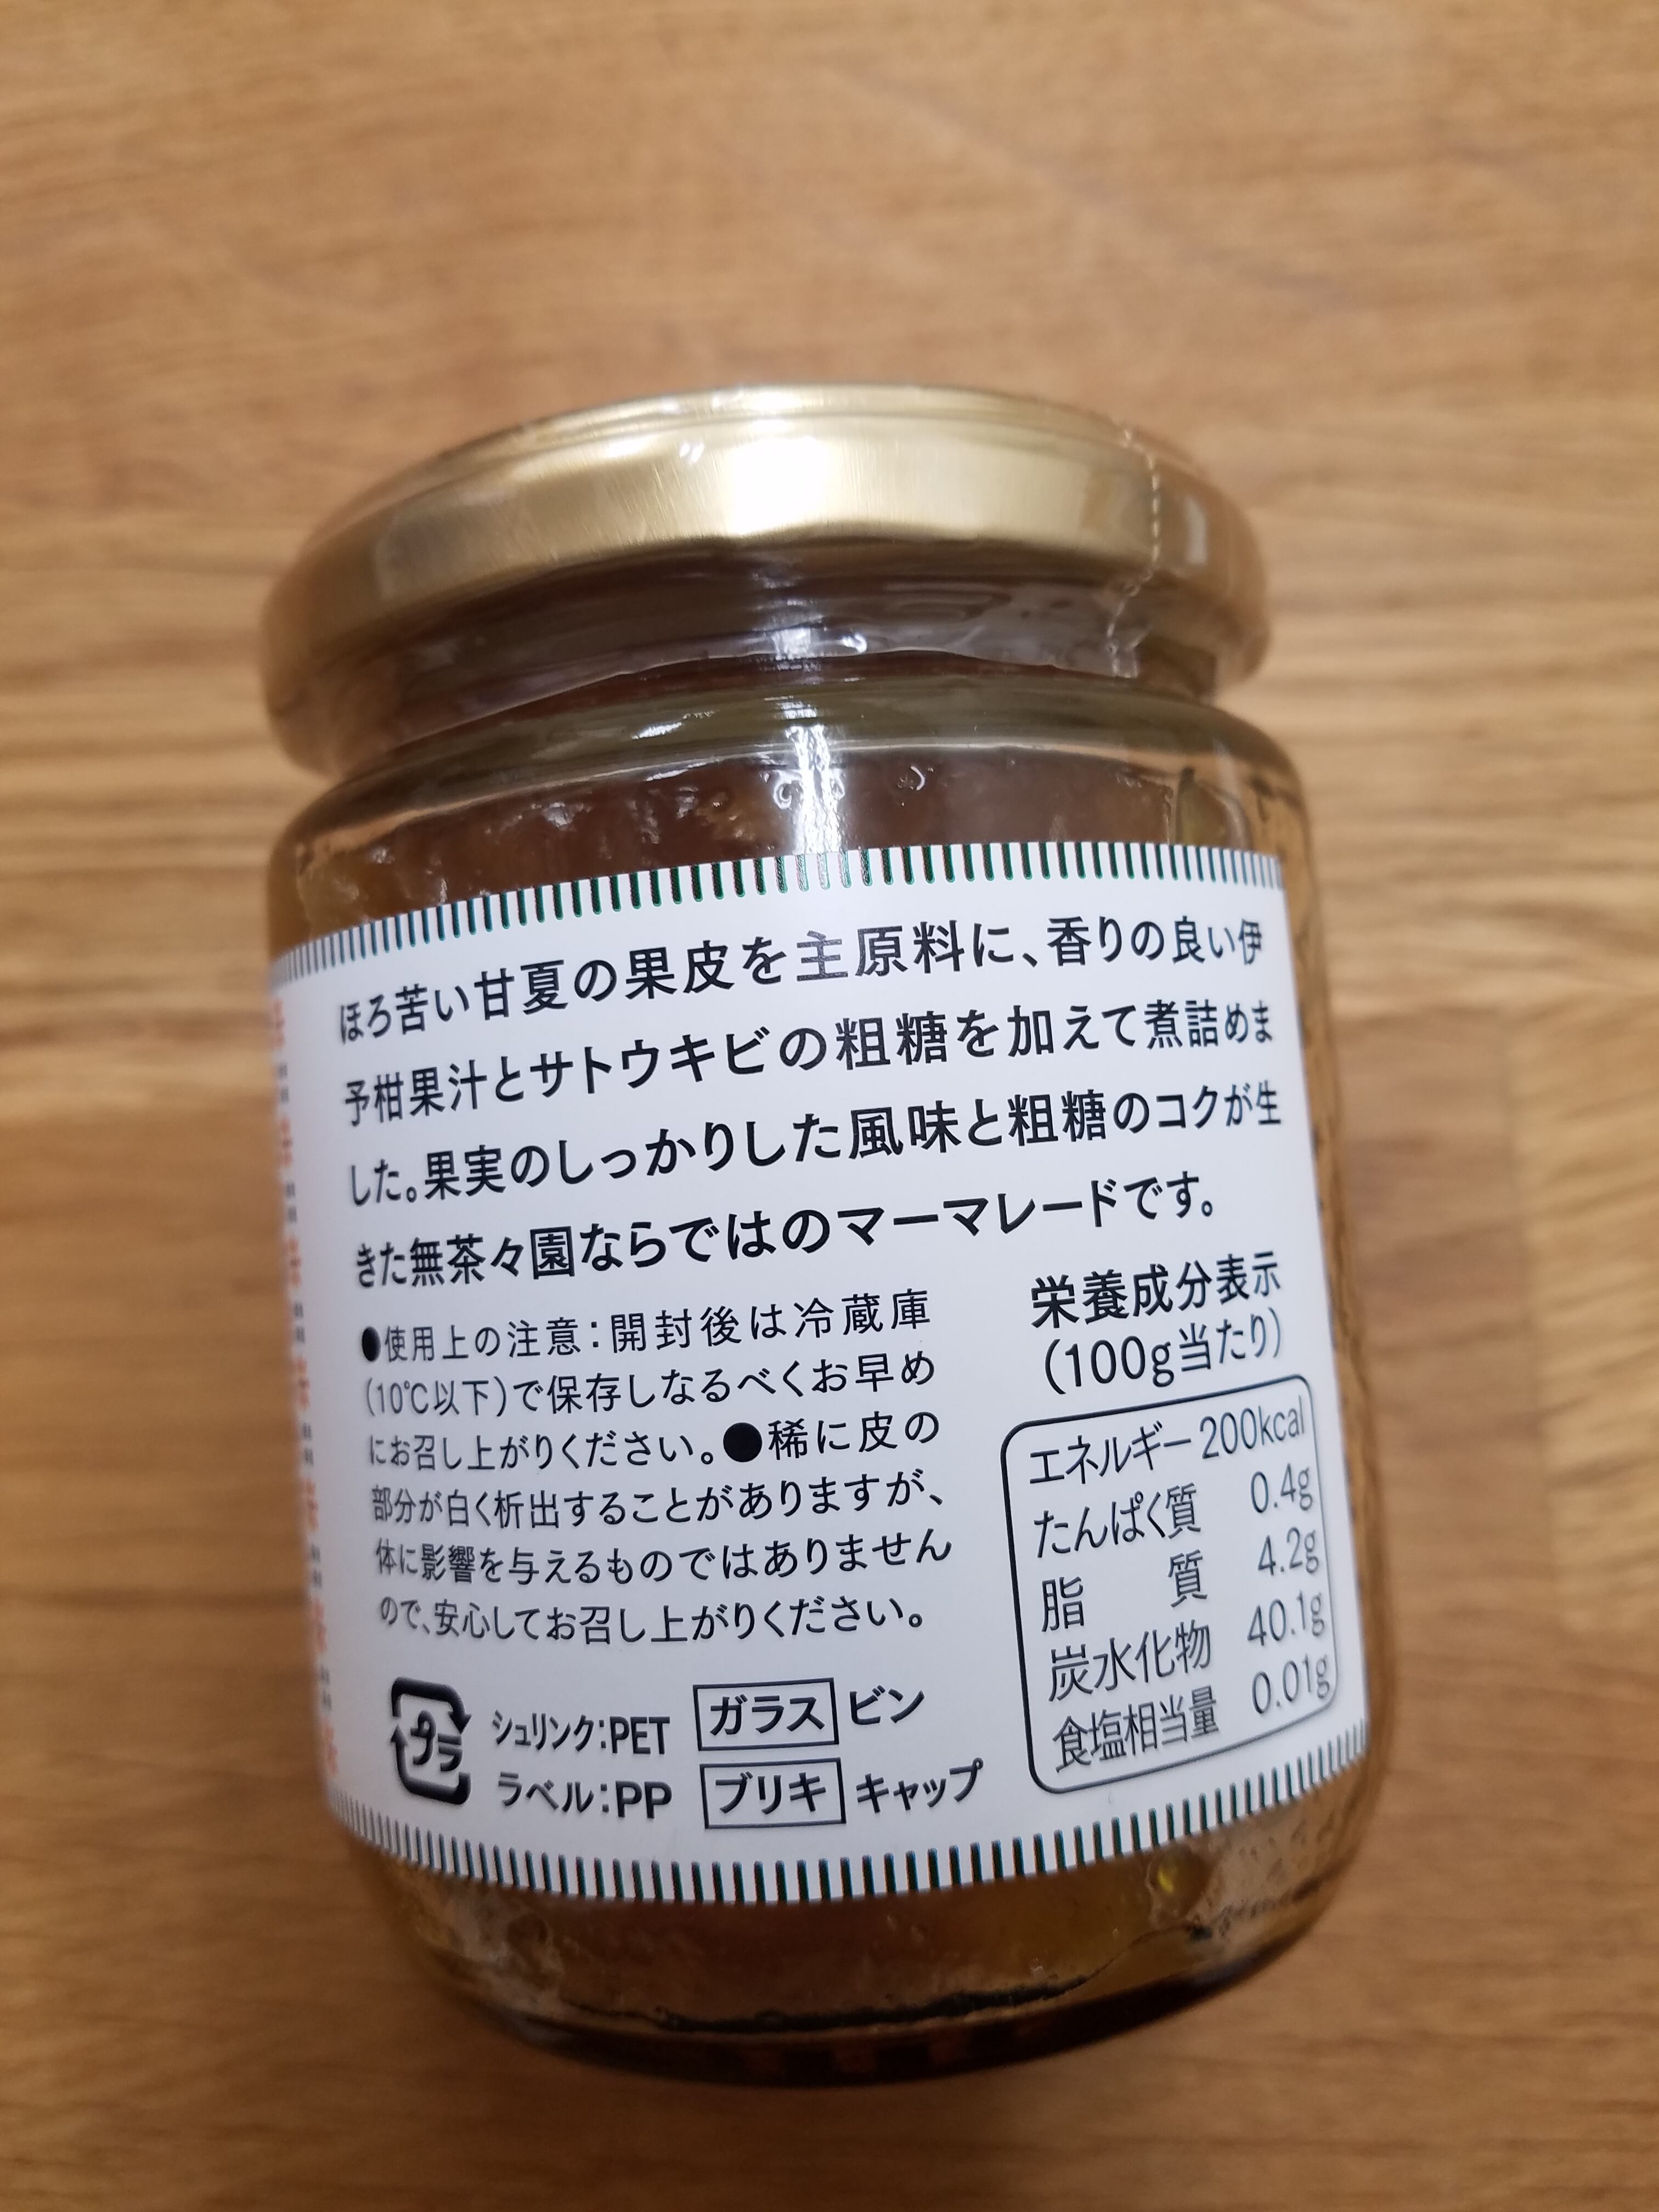 ほろ苦い甘夏の果皮を主原料に、香りの良い伊
予柑果汁とサトウキビの粗糖を加えて煮詰めま
した。果実のしっかりした風味と粗糖のコクが生
きた無茶々園ならではのマーマレードです。
●使用上の注意：開封後は冷蔵庫
(10℃以下)で保存しなるべくお早め
にお召し上がりください。●稀に皮の
部分が白く析出することがありますが、
体に影響を与えるものではありません
ので、安心してお召し上がりください。
栄養成分表示
(100g当たり)
エネルギー 200kcal
たんぱく質 0.4g
脂 質 4.2g
炭水化物 40.1g
食塩相当量 0.01g
プラ
シュリンク：PET
ラベル：PP
ガラス ビン
ブリキ キャップ